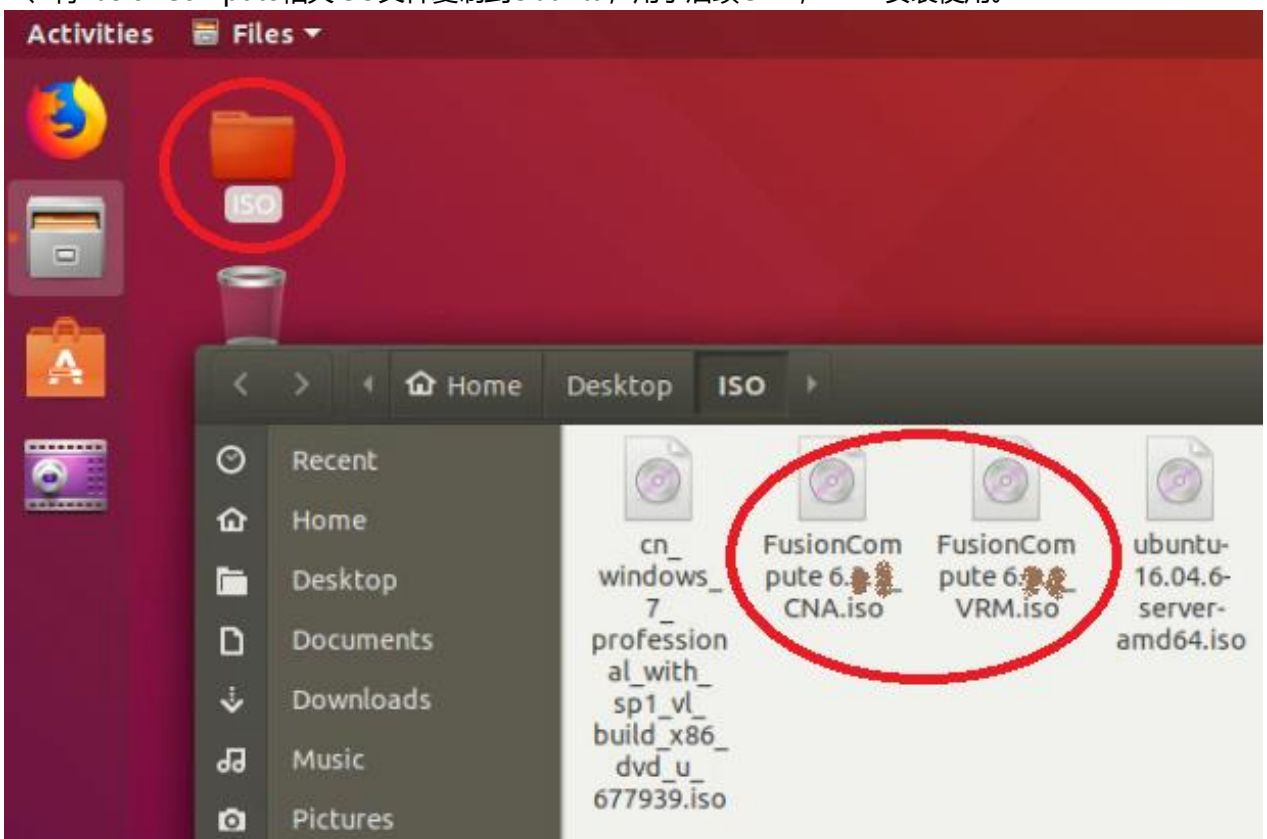 Activities
Files
ISO
Home
Desktop
ISO
Recent
Home
Desktop
Documents
Downloads
Music
Pictures
cn_
windows_
7_
profession
al_with_
sp1_vl_
build_x86_
dvd_u_
677939.iso
FusionCom
pute 6.
CNA.iso
FusionCom
pute 6.
VRM.iso
ubuntu-
16.04.6-
server-
amd64.iso